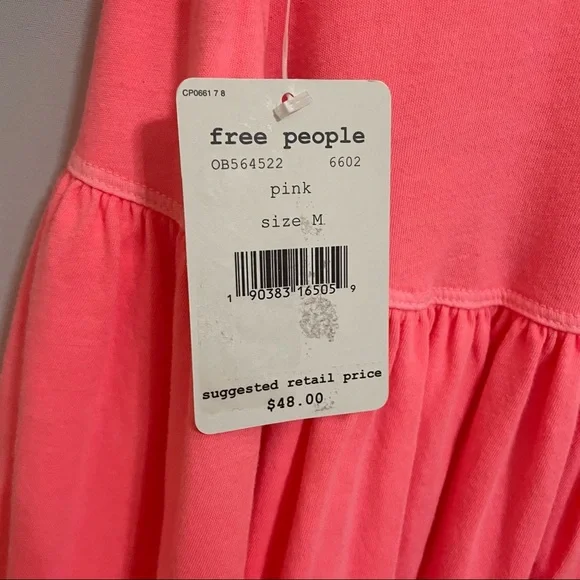 CP0661 7 8
free people
OB564522 6602
pink
size M
1 90383 16505 9
suggested retail price
$48.00